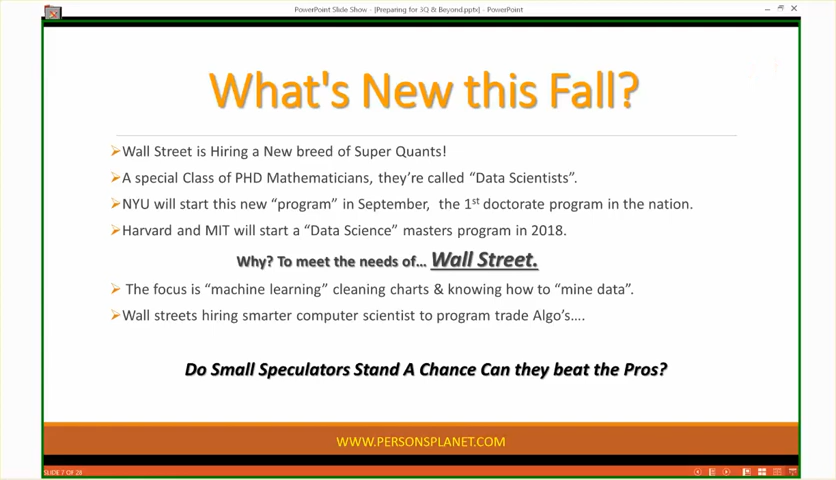 PowerPoint Slide Show - [Preparing for 3Q & Beyond.pptv] - PowerPoint
What's New this Fall?
Wall Street is Hiring a New breed of Super Quants!
A special Class of PHD Mathematicians, they're called "Data Scientists".
NYU will start this new "program" in September, the 1st doctorate program in the nation.
Harvard and MIT will start a "Data Science" masters program in 2018.
Why? To meet the needs of... Wall Street.
The focus is "machine learning" cleaning charts & knowing how to "mine data".
Wall streets hiring smarter computer scientist to program trade Algo's....
Do Small Speculators Stand A Chance Can they beat the Pros?
WWW.PERSONSPLANET.COM
SLIDE 7 OF 28